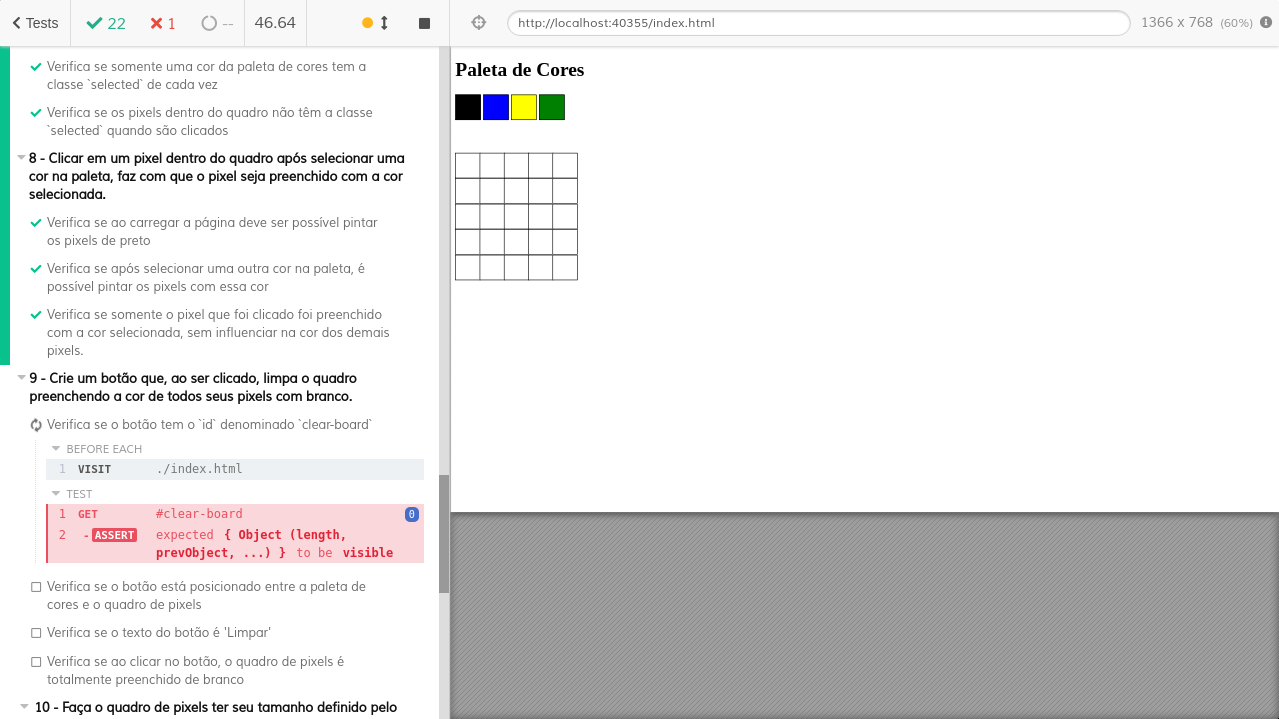 Tests
22
1
--
46.64
http://localhost:40355/index.html
1366 x 768 (60%)
Verifica se somente uma cor da paleta de cores tem a
classe `selected` de cada vez
Verifica se os pixels dentro do quadro não têm a classe
`selected` quando são clicados
8 - Clicar em um pixel dentro do quadro após selecionar uma
cor na paleta, faz com que o pixel seja preenchido com a cor
selecionada.
Verifica se ao carregar a página deve ser possível pintar
os pixels de preto
Verifica se após selecionar uma outra cor na paleta, é
possível pintar os pixels com essa cor
Verifica se somente o pixel que foi clicado foi preenchido
com a cor selecionada, sem influenciar na cor dos demais
pixels.
9 - Crie um botão que, ao ser clicado, limpa o quadro
preenchendo a cor de todos seus pixels com branco.
Verifica se o botão tem o `id` denominado `clear-board`
BEFORE EACH
1 VISIT ./index.html
TEST
1 GET #clear-board 0
2 -ASSERT expected { Object (length,
prevObject, ...) } to be visible
Verifica se o botão está posicionado entre a paleta de
cores e o quadro de pixels
Verifica se o texto do botão é 'Limpar'
Verifica se ao clicar no botão, o quadro de pixels é
totalmente preenchido de branco
10 - Faça o quadro de pixels ter seu tamanho definido pelo
Paleta de Cores